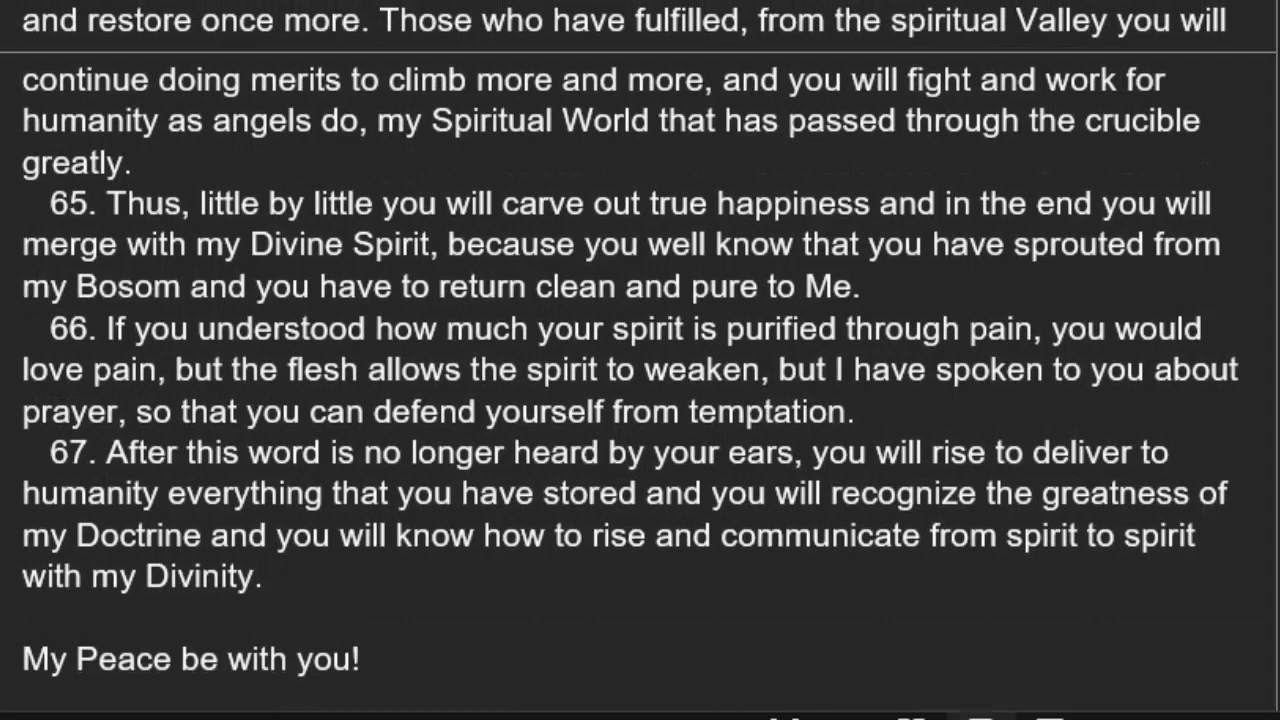 and restore once more. Those who have fulfilled, from the spiritual Valley you will
continue doing merits to climb more and more, and you will fight and work for
humanity as angels do, my Spiritual World that has passed through the crucible
greatly.
65. Thus, little by little you will carve out true happiness and in the end you will
merge with my Divine Spirit, because you well know that you have sprouted from
my Bosom and you have to return clean and pure to Me.
66. If you understood how much your spirit is purified through pain, you would
love pain, but the flesh allows the spirit to weaken, but I have spoken to you about
prayer, so that you can defend yourself from temptation.
67. After this word is no longer heard by your ears, you will rise to deliver to
humanity everything that you have stored and you will recognize the greatness of
my Doctrine and you will know how to rise and communicate from spirit to spirit
with my Divinity.
My Peace be with you!